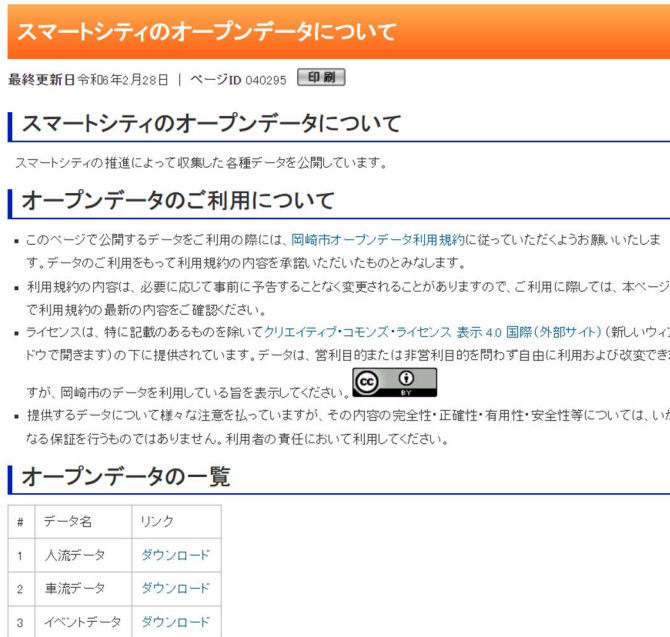 スマートシティのオープンデータについて
最終更新日令和6年2月28日 | ページID 040295 印刷
スマートシティのオープンデータについて
スマートシティの推進によって収集した各種データを公開しています。
オープンデータのご利用について
このページで公開するデータをご利用の際には、岡崎市オープンデータ利用規約に従っていただくようお願いいたしま
す。データのご利用をもって利用規約の内容を承諾いただいたものとみなします。
利用規約の内容は、必要に応じて事前に予告することなく変更されることがありますので、ご利用に際しては、本ページ
で利用規約の最新の内容をご確認ください。
ライセンスは、特に記載のあるものを除いてクリエイティブ・コモンズ・ライセンス 表示 4.0 国際(外部サイト)(新しいウィン
ドウで開きます)の下に提供されています。データは、営利目的または非営利目的を問わず自由に利用および改変できま
すが、岡崎市のデータを利用している旨を表示してください。 cc BY
提供するデータについて様々な注意を払っていますが、その内容の完全性・正確性・有用性・安全性等については、いか
なる保証を行うものではありません。利用者の責任において利用してください。
オープンデータの一覧
# データ名 リンク
1 人流データ ダウンロード
2 車流データ ダウンロード
3 イベントデータ ダウンロード